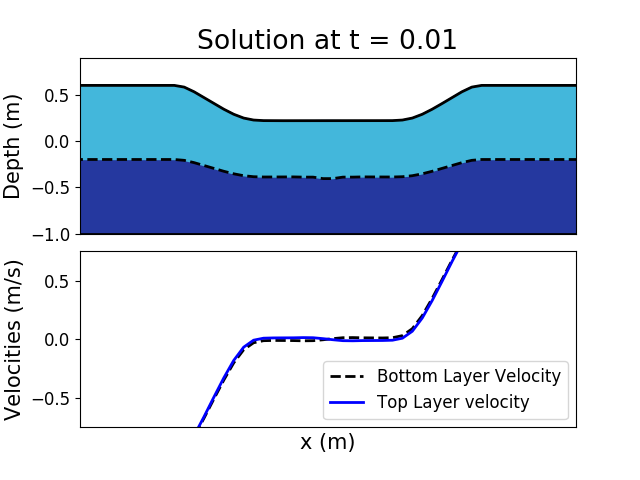 Solution at t = 0.01
Depth (m)
0.5
0.0
−0.5
−1.0
Velocities (m/s)
0.5
0.0
−0.5
Bottom Layer Velocity
Top Layer velocity
x (m)